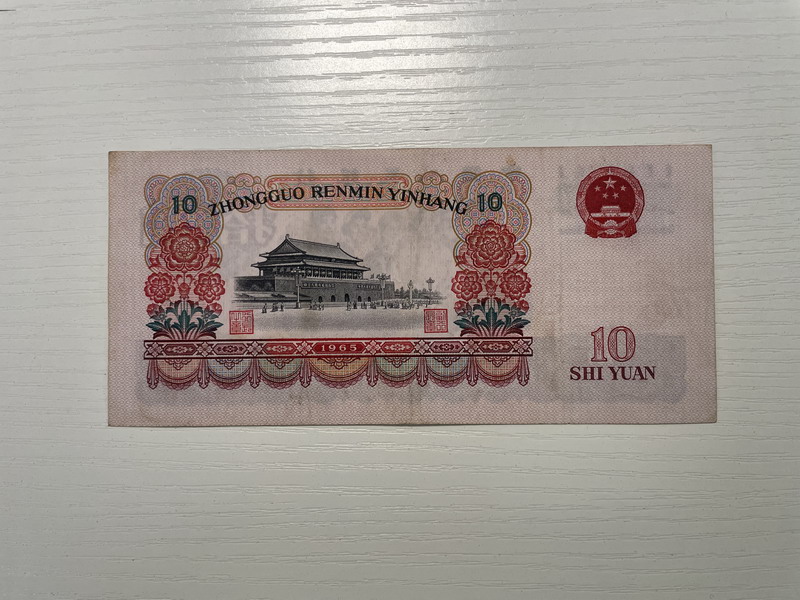 10 ZHONGGUO RENMIN YINHANG 10
1965
10
SHI YUAN